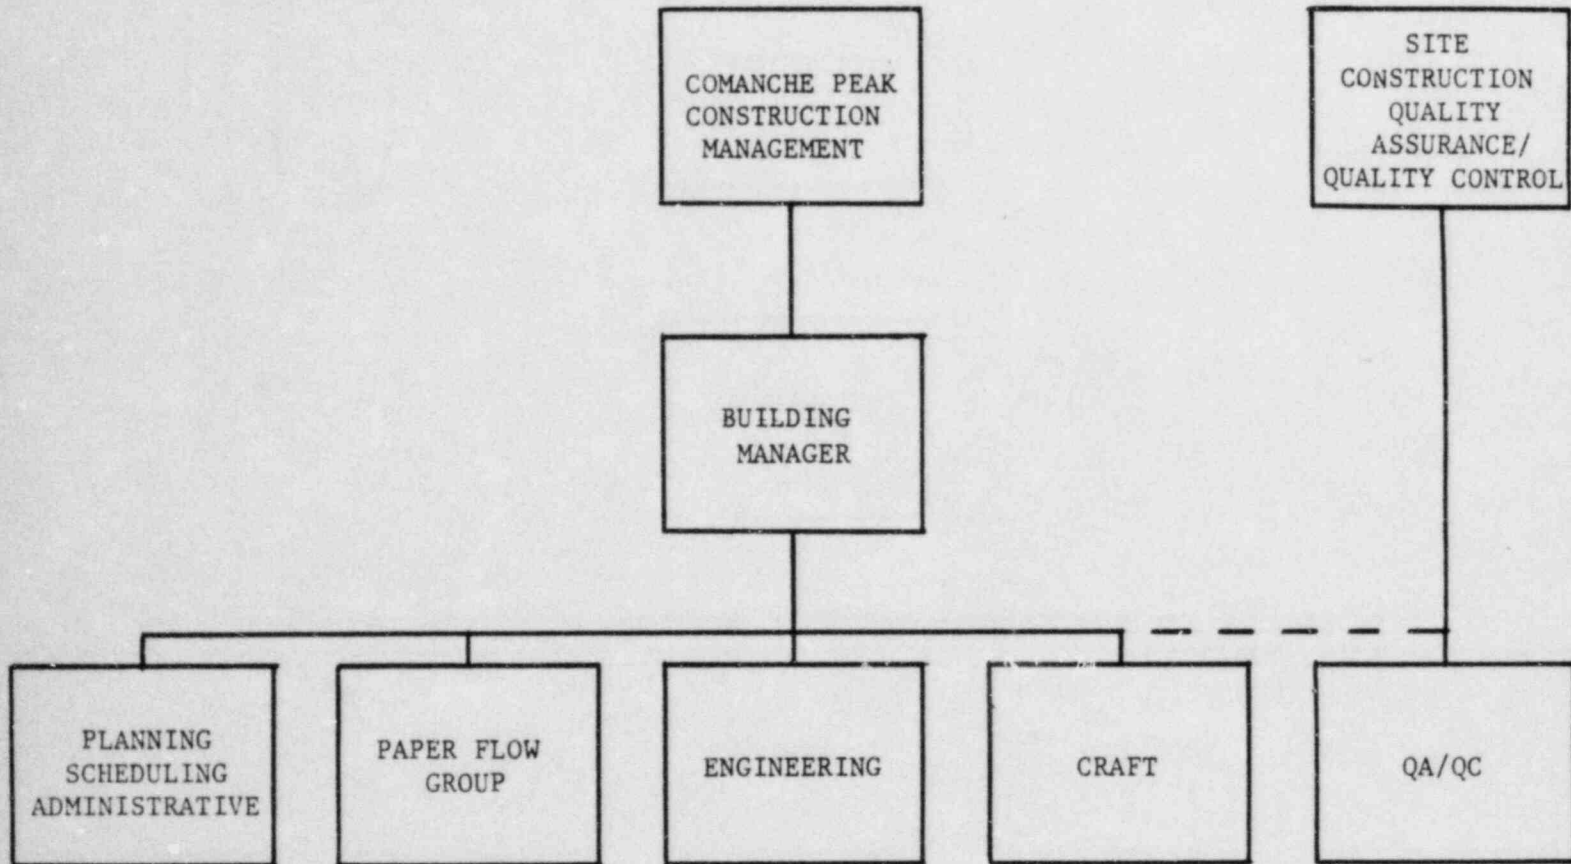 COMANCHE PEAK
CONSTRUCTION
MANAGEMENT
SITE
CONSTRUCTION
QUALITY
ASSURANCE/
QUALITY CONTROL
BUILDING
MANAGER
PLANNING
SCHEDULING
ADMINISTRATIVE
PAPER FLOW
GROUP
ENGINEERING
CRAFT
QA/QC